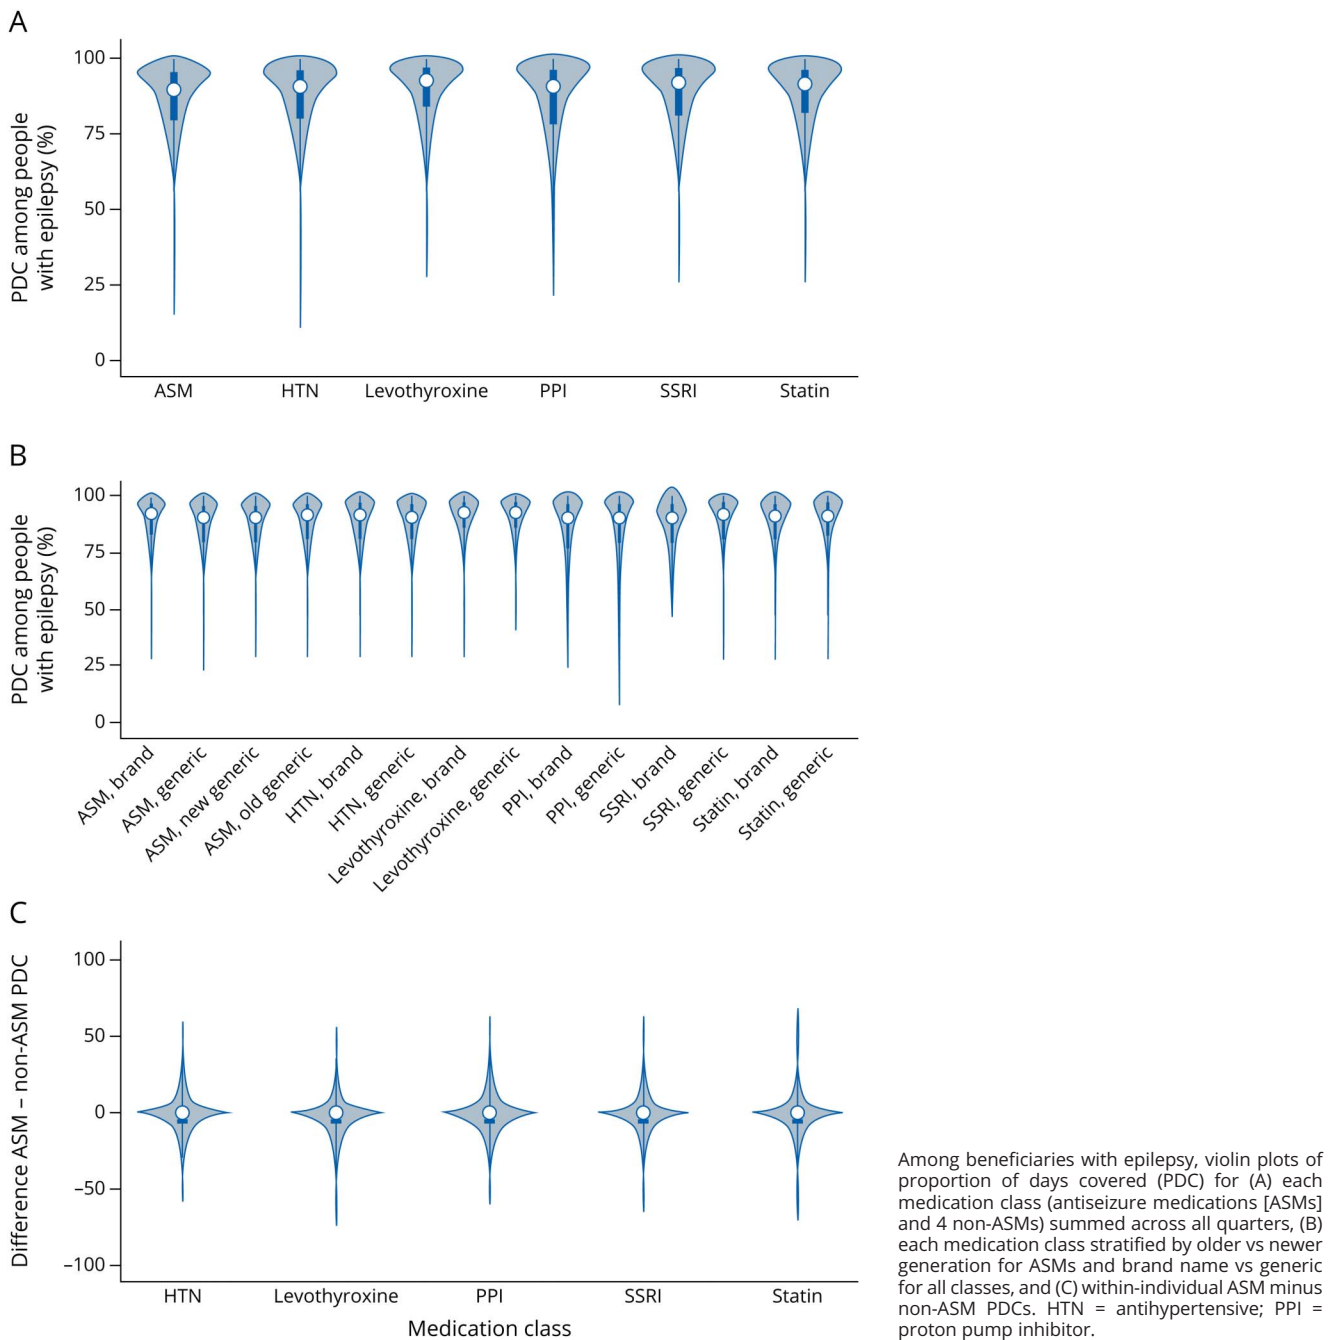 A
100
75
50
25
0
PDC among people
with epilepsy (%)
ASM HTN Levothyroxine PPI SSRI Statin
B
100
75
50
25
0
PDC among people
with epilepsy (%)
ASM, brand
ASM, generic
ASM, new generic
ASM, old generic
HTN, brand
HTN, generic
Levothyroxine, brand
Levothyroxine, generic
PPI, brand
PPI, generic
SSRI, brand
SSRI, generic
Statin, brand
Statin, generic
C
100
50
0
–50
–100
Difference ASM – non-ASM PDC
HTN Levothyroxine PPI SSRI Statin
Medication class
Among beneficiaries with epilepsy, violin plots of
proportion of days covered (PDC) for (A) each
medication class (antiseizure medications [ASMs]
and 4 non-ASMs) summed across all quarters, (B)
each medication class stratified by older vs newer
generation for ASMs and brand name vs generic
for all classes, and (C) within-individual ASM minus
non-ASM PDCs. HTN = antihypertensive; PPI =
proton pump inhibitor.